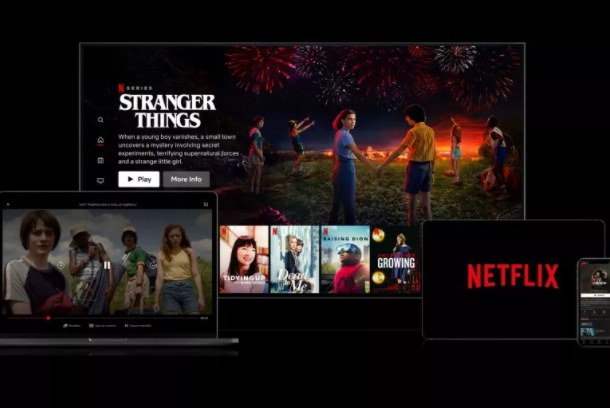 N SERIES
STRANGER
THINGS
When a young boy vanishes, a small town
uncovers a mystery involving secret
experiments, terrifying supernatural forces
and a strange little girl.
Play
More Info
N
TIDYING UP
N
Dead
to Me
N
RAISING DION
GROWING
NETFLIX